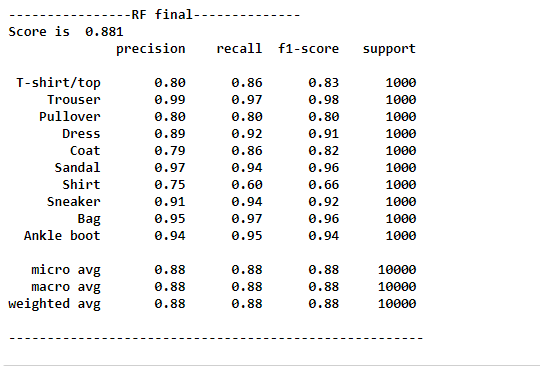 ----------------RF final--------------
Score is  0.881
              precision    recall  f1-score   support

 T-shirt/top       0.80      0.86      0.83      1000
     Trouser       0.99      0.97      0.98      1000
    Pullover       0.80      0.80      0.80      1000
       Dress       0.89      0.92      0.91      1000
        Coat       0.79      0.86      0.82      1000
      Sandal       0.97      0.94      0.96      1000
       Shirt       0.75      0.60      0.66      1000
     Sneaker       0.91      0.94      0.92      1000
         Bag       0.95      0.97      0.96      1000
  Ankle boot       0.94      0.95      0.94      1000

   micro avg       0.88      0.88      0.88     10000
   macro avg       0.88      0.88      0.88     10000
weighted avg       0.88      0.88      0.88     10000

------------------------------------------------------